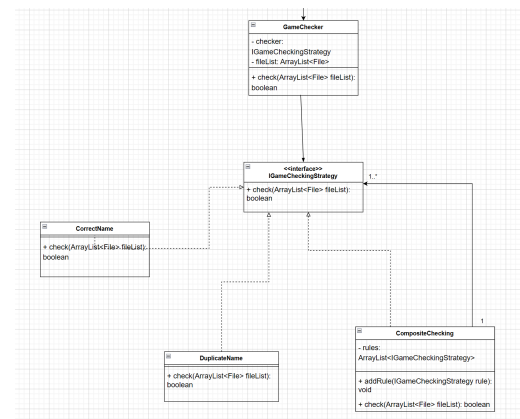 GameChecker
- checker:
IGameCheckingStrategy
- fileList: ArrayList<File>
+ check(ArrayList<File> fileList):
boolean
<<interface>>
IGameCheckingStrategy
+ check(ArrayList<File> fileList):
boolean
1..*
CorrectName
+ check(ArrayList<File> fileList):
boolean
1
CompositeChecking
- rules:
ArrayList<IGameCheckingStrategy>
+ addRule(IGameCheckingStrategy rule):
void
+ check(ArrayList<File> fileList): boolean
DuplicateName
+ check(ArrayList<File> fileList):
boolean